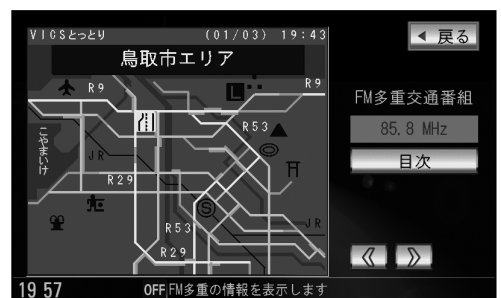 VICSとっとり (01/03) 19:43
鳥取市エリア
戻る
R9
L
R9
FM多重交通番組
85.8 MHz
R53
こやまいけ
JR
目次
R29
S
R53
JR
R29
19 57
OFF FM多重の情報を表示します